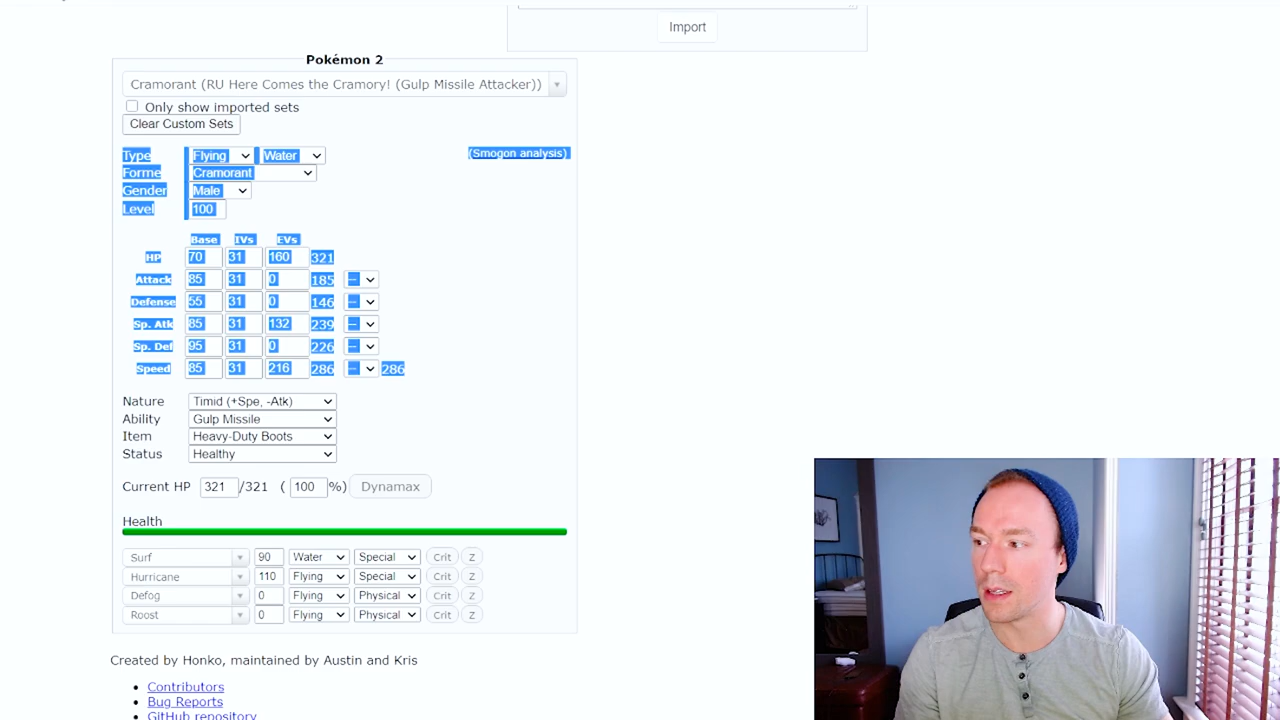 Import
Pokémon 2
Cramorant (RU Here Comes the Cramory! (Gulp Missile Attacker))
Only show imported sets
Clear Custom Sets
Type Flying Water (Smogon analysis)
Forme Cramorant
Gender Male
Level 100
Base IVs EVs
HP 70 31 160 321
Attack 85 31 0 185 --
Defense 55 31 0 146 --
Sp. Atk 85 31 132 239 --
Sp. Def 95 31 0 226 --
Speed 85 31 216 286 -- 286
Nature Timid (+Spe, -Atk)
Ability Gulp Missile
Item Heavy-Duty Boots
Status Healthy
Current HP 321 /321 ( 100 %) Dynamax
Health
Surf 90 Water Special Crit Z
Hurricane 110 Flying Special Crit Z
Defog 0 Flying Physical Crit Z
Roost 0 Flying Physical Crit Z
Created by Honko, maintained by Austin and Kris
Contributors
Bug Reports
GitHub repository